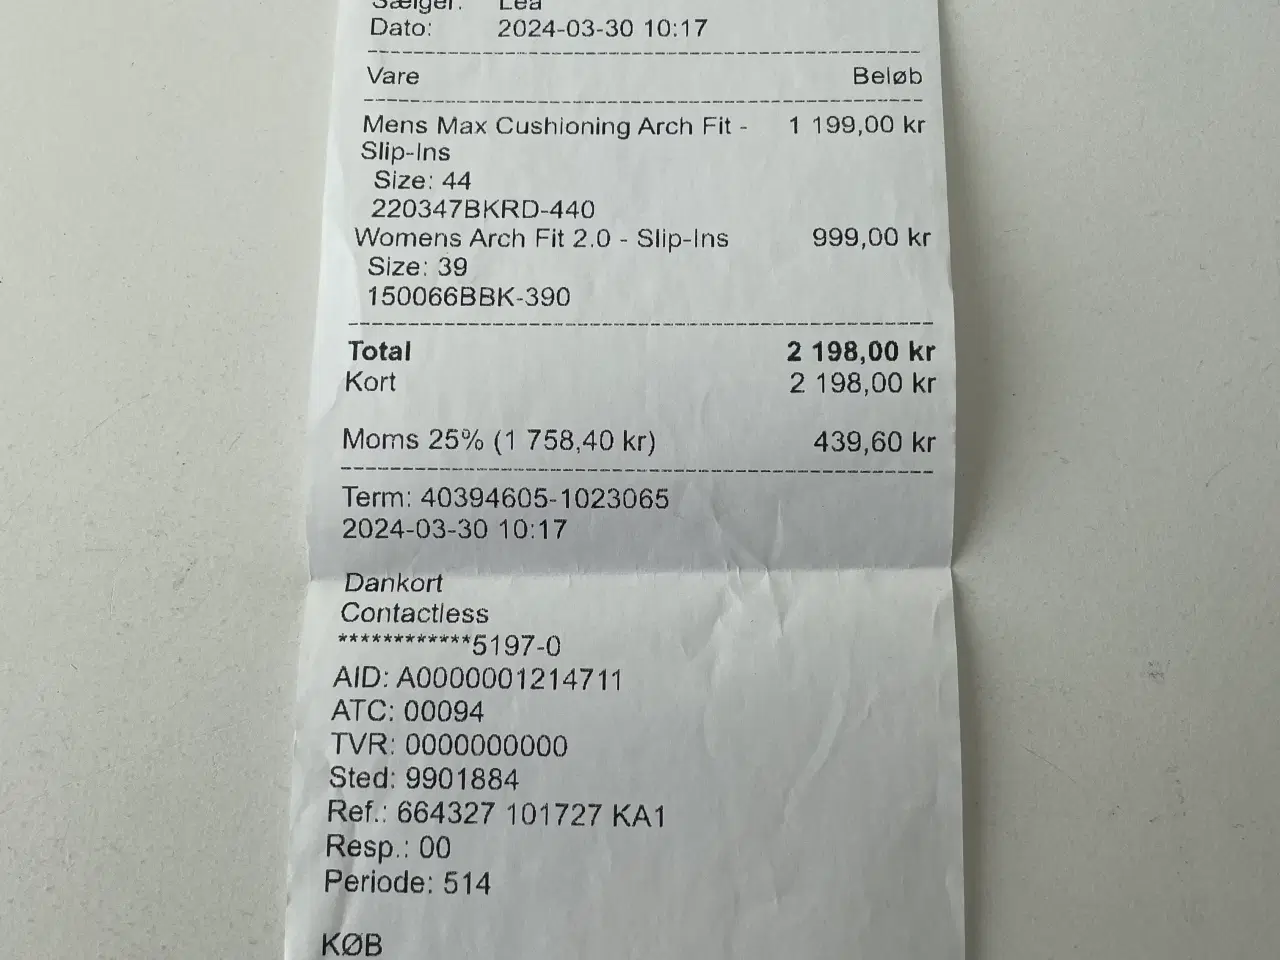 Sælger: Lea
Dato: 2024-03-30 10:17
Vare Beløb
Mens Max Cushioning Arch Fit - 1 199,00 kr
Slip-Ins
Size: 44
220347BKRD-440
Womens Arch Fit 2.0 - Slip-Ins 999,00 kr
Size: 39
150066BBK-390
Total 2 198,00 kr
Kort 2 198,00 kr
Moms 25% (1 758,40 kr) 439,60 kr
Term: 40394605-1023065
2024-03-30 10:17
Dankort
Contactless
************5197-0
AID: A0000001214711
ATC: 00094
TVR: 0000000000
Sted: 9901884
Ref.: 664327 101727 KA1
Resp.: 00
Periode: 514
KØB